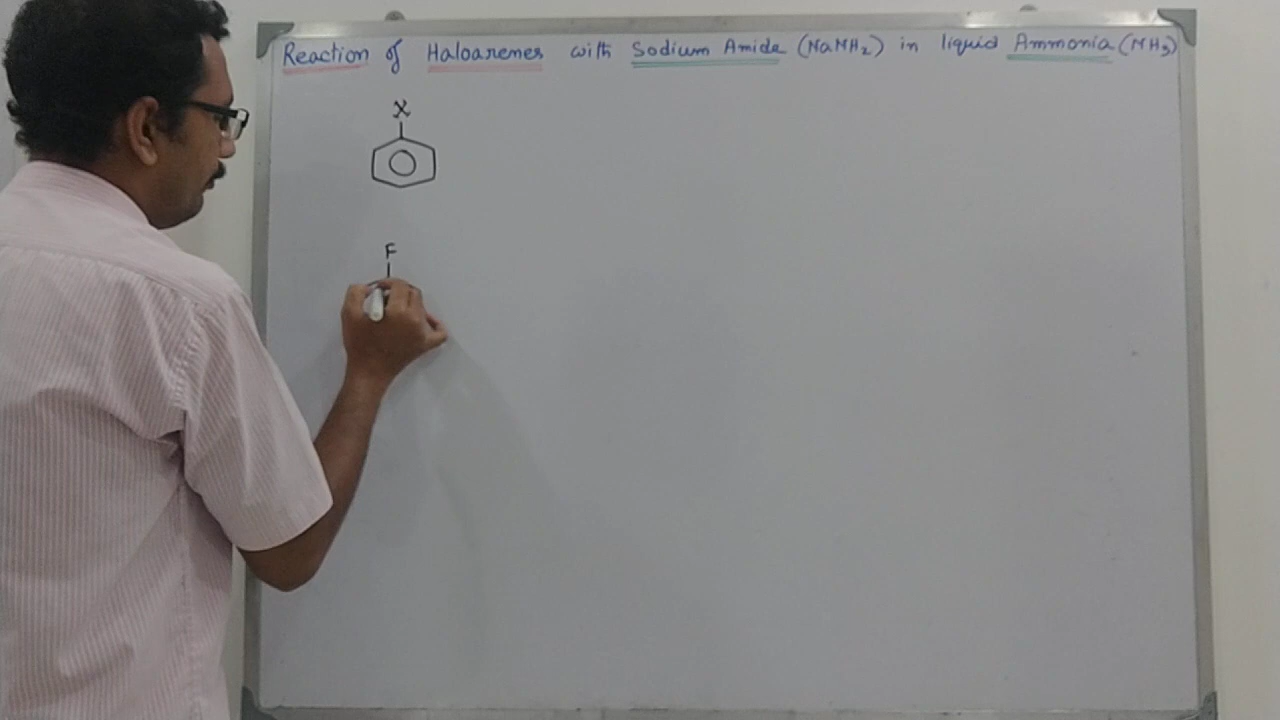 Reaction of Haloarenes with Sodium Amide (NaNH₂) in liquid Ammonia (NH₃)
X
F